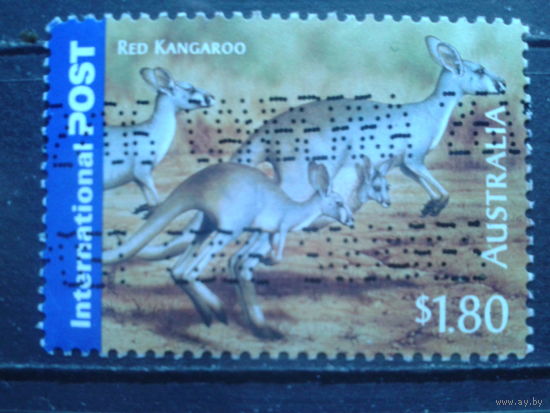 RED KANGAROO
International POST
AUSTRALIA
$1.80
www.ay.by